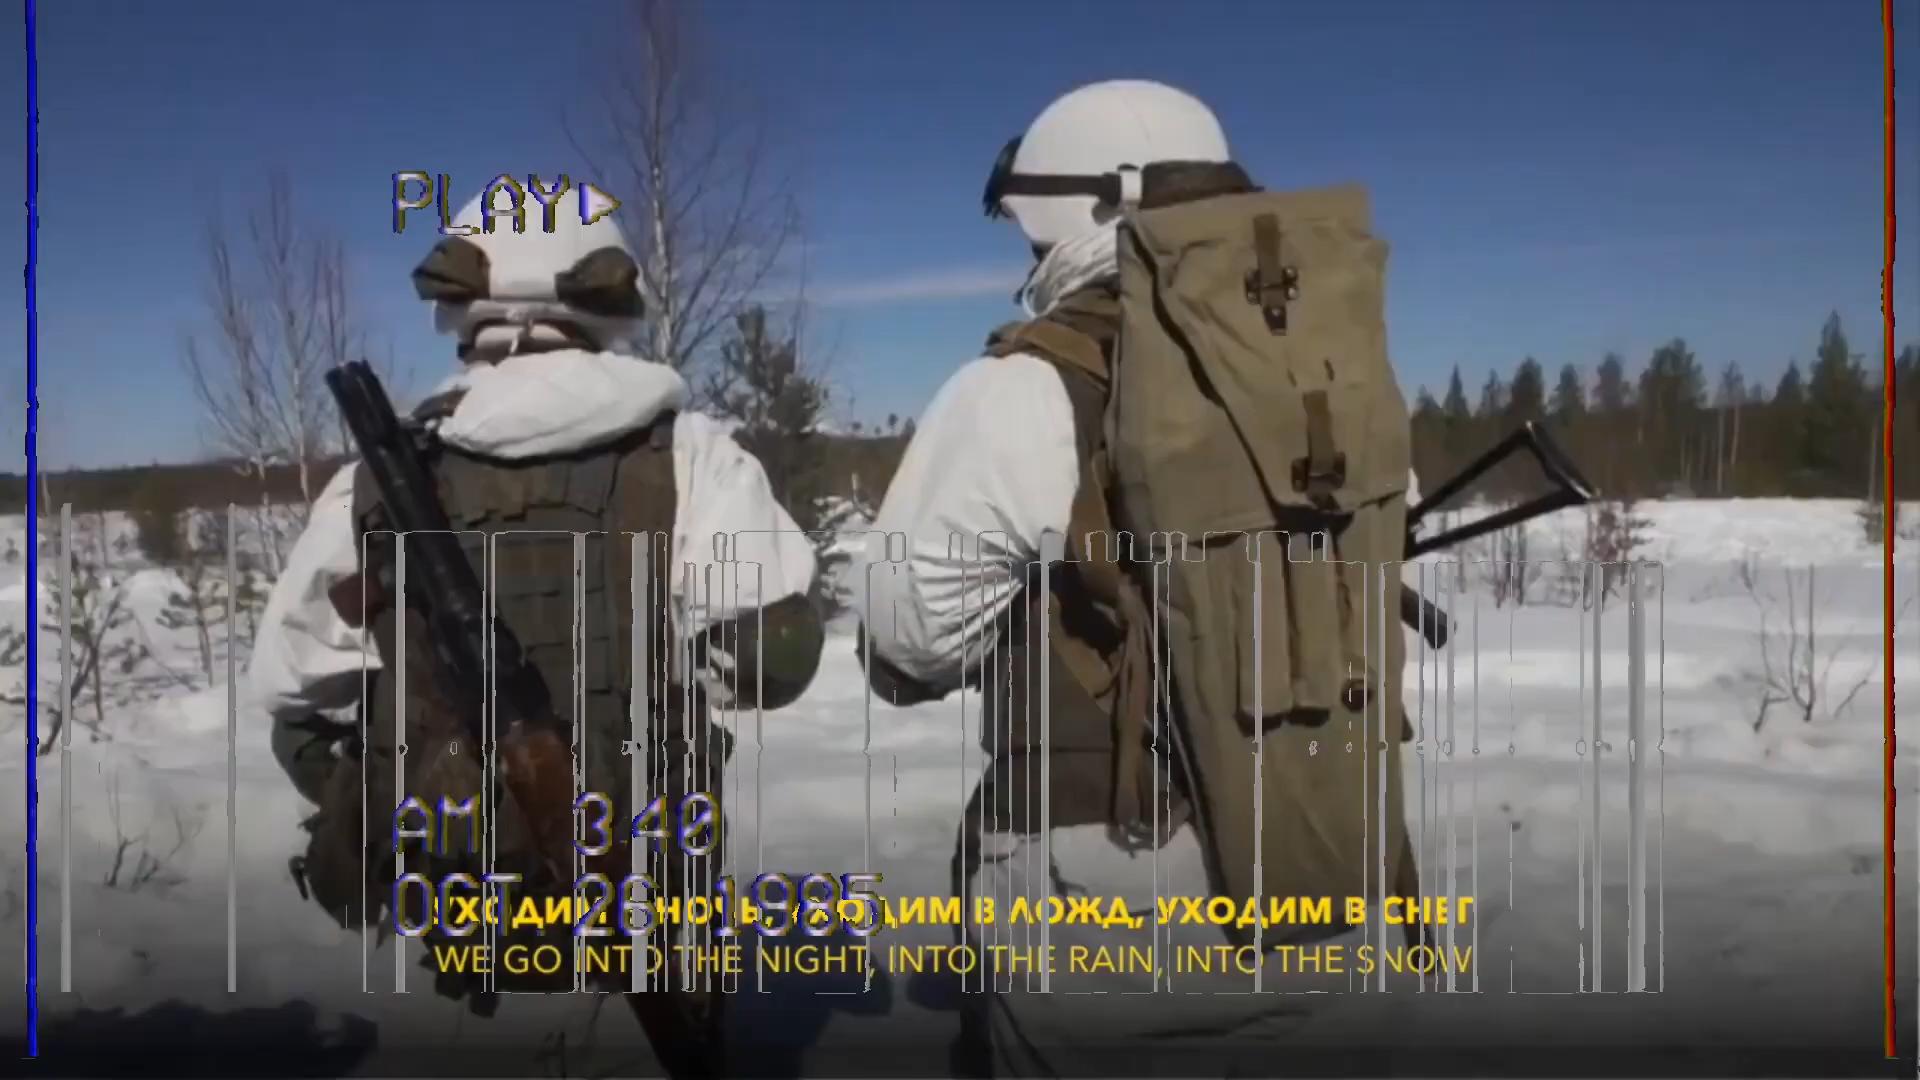 PLAY
AM 3:40
OCT. 26 1985
УХОДИМ В НОЧЬ, УХОДИМ В ДОЖД, УХОДИМ В СНЕГ
WE GO INTO THE NIGHT, INTO THE RAIN, INTO THE SNOW